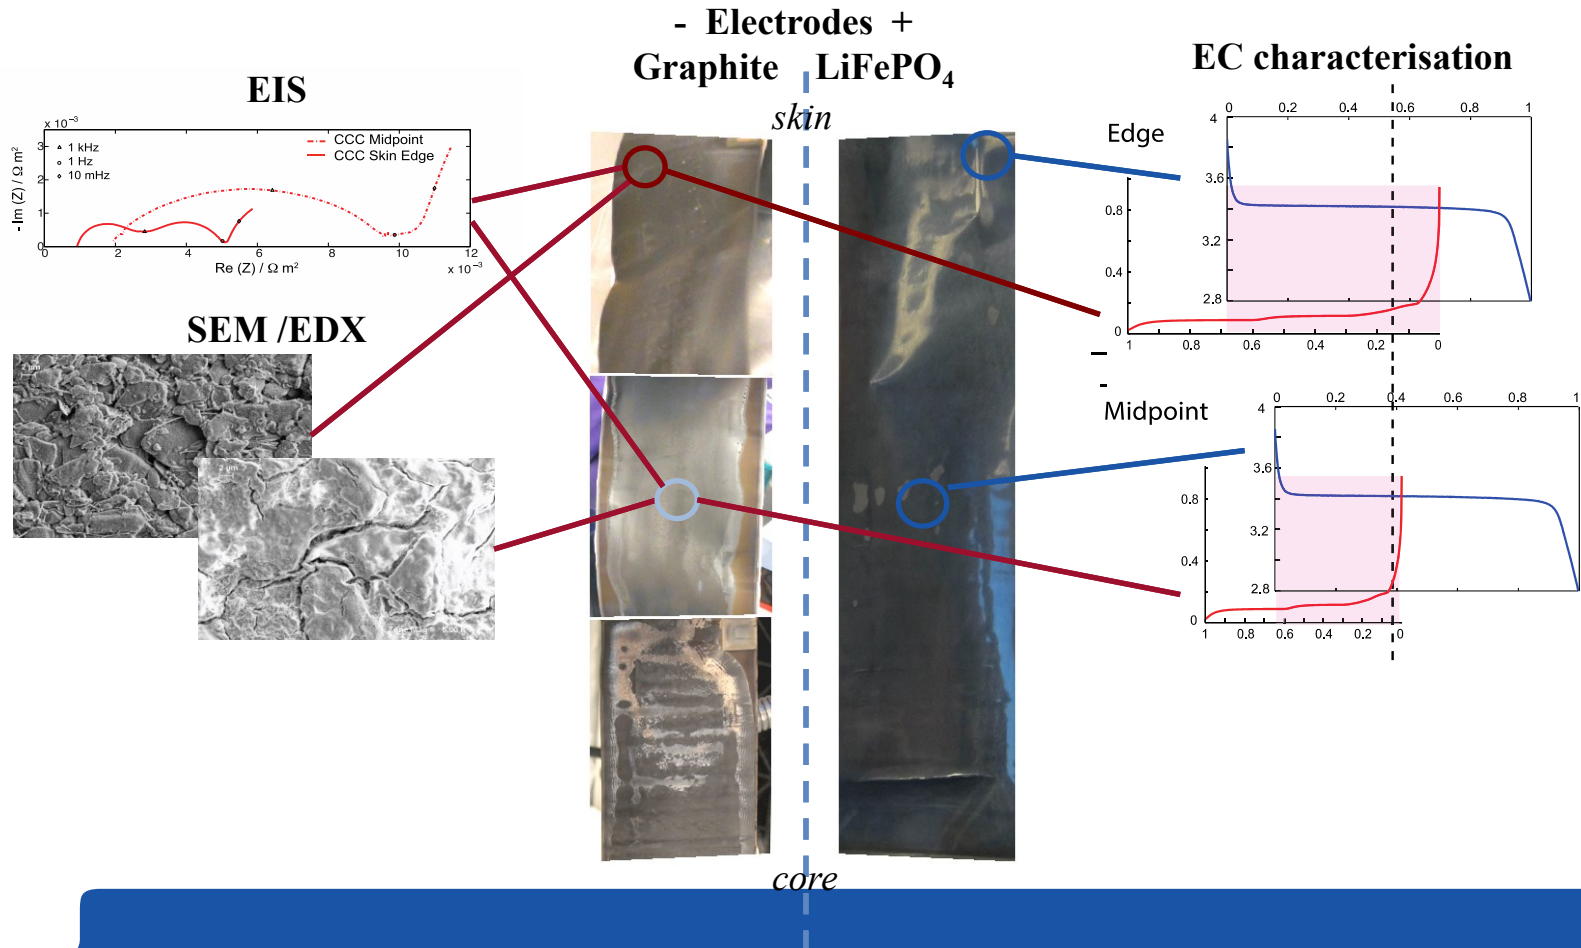 - Electrodes +
Graphite LiFePO4
skin
core
EIS
x 10⁻³
3
2
1
0
-Im (Z) / Ω m²
1 kHz
1 Hz
10 mHz
CCC Midpoint
CCC Skin Edge
0 2 4 6 8 10 12
Re (Z) / Ω m²
x 10⁻³
SEM /EDX
2 µm
2 µm
EC characterisation
Edge
0 0.2 0.4 0.6 0.8 1
4
3.6
3.2
2.8
0.8
0.4
0
1 0.8 0.6 0.4 0.2 0
–
-
Midpoint
0 0.2 0.4 0.6 0.8 1
4
3.6
3.2
2.8
0.8
0.4
0
1 0.8 0.6 0.4 0.2 0